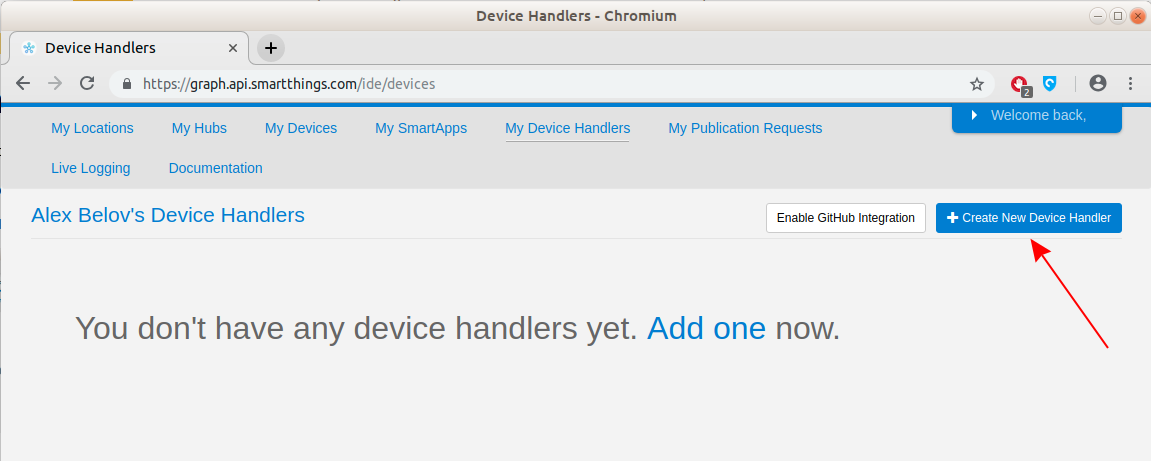 Device Handlers - Chromium
Device Handlers
https://graph.api.smartthings.com/ide/devices
2
My Locations My Hubs My Devices My SmartApps My Device Handlers My Publication Requests
Welcome back,
Live Logging Documentation
Alex Belov's Device Handlers
Enable GitHub Integration
Create New Device Handler
You don't have any device handlers yet. Add one now.